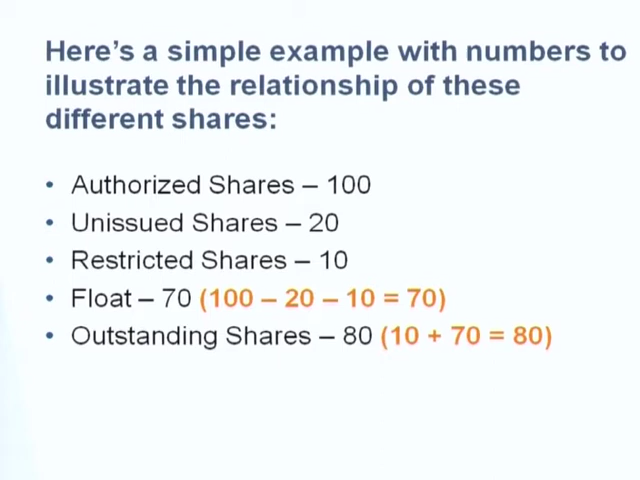 Here's a simple example with numbers to
illustrate the relationship of these
different shares:
• Authorized Shares – 100
• Unissued Shares – 20
• Restricted Shares – 10
• Float – 70 (100 – 20 – 10 = 70)
• Outstanding Shares – 80 (10 + 70 = 80)